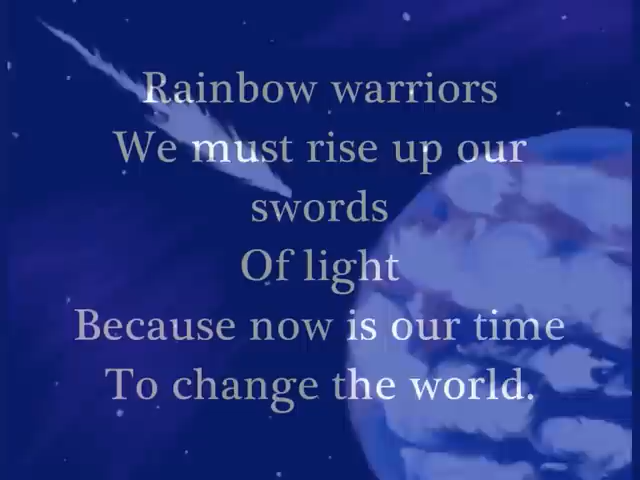 Rainbow warriors
We must rise up our
swords
Of light
Because now is our time
To change the world.